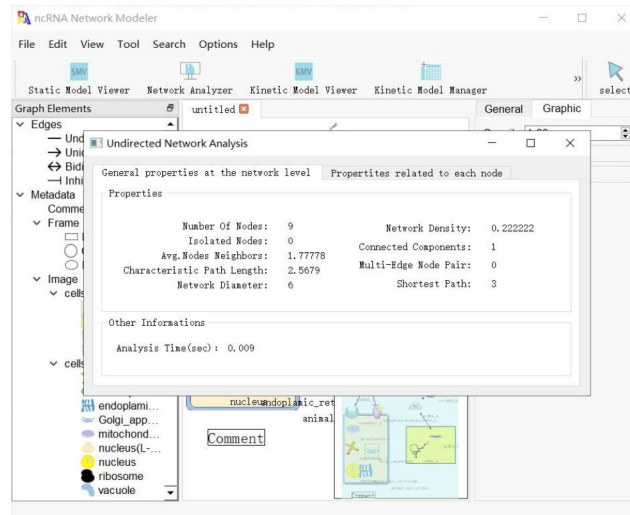 ncRNA Network Modeler
File Edit View Tool Search Options Help
SMV KMV
Static Model Viewer Network Analyzer Kinetic Model Viewer Kinetic Model Manager select
Graph Elements untitled General Graphic
Edges
Und
Unid
Bidi
Inhi
Metadata
Comme
Frame
Image
cells
cells
Undirected Network Analysis
General properties at the network level Propertites related to each node
Properties
Number Of Nodes: 9 Network Density: 0.222222
Isolated Nodes: 0 Connected Components: 1
Avg.Nodes Neighbors: 1.77778 Multi-Edge Node Pair: 0
Characteristic Path Length: 2.5679 Shortest Path: 3
Network Diameter: 6
Other Informations
Analysis Time(sec): 0.009
endoplami...
Golgi_app...
mitochond...
nucleus(L-...
nucleus
ribosome
vacuole
nucleus
endoplamic_ret
animal
Comment
Comment